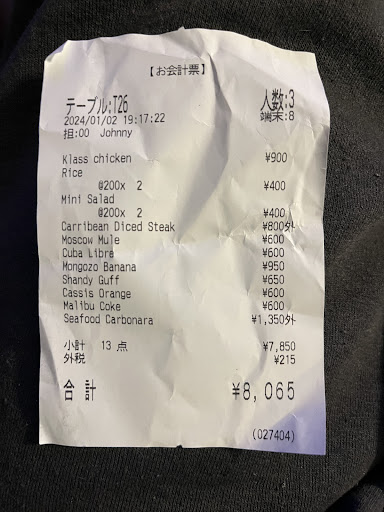 【お会計票】
テーブル:T26 人数:3
2024/01/02 19:17:22 端末:8
担:00 Johnny
Klass chicken ¥900
Rice
@200x 2 ¥400
Mini Salad
@200x 2 ¥400
Carribean Diced Steak ¥800外
Moscow Mule ¥600
Cuba Libre ¥600
Mongozo Banana ¥950
Shandy Guff ¥650
Cassis Orange ¥600
Malibu Coke ¥600
Seafood Carbonara ¥1,350外
小計 13 点 ¥7,850
外税 ¥215
合計 ¥8,065
(027404)